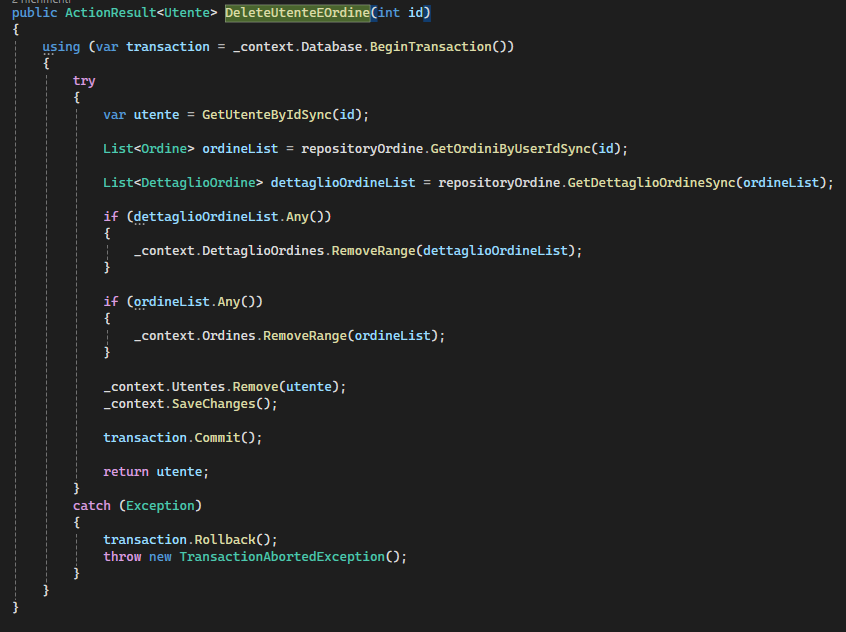 2 riferimenti
public ActionResult<Utente> DeleteUtenteEOrdine(int id)
{
using (var transaction = _context.Database.BeginTransaction())
{
try
{
var utente = GetUtenteByIdSync(id);
List<Ordine> ordineList = repositoryOrdine.GetOrdiniByUserIdSync(id);
List<DettaglioOrdine> dettaglioOrdineList = repositoryOrdine.GetDettaglioOrdineSync(ordineList);
if (dettaglioOrdineList.Any())
{
_context.DettaglioOrdines.RemoveRange(dettaglioOrdineList);
}
if (ordineList.Any())
{
_context.Ordines.RemoveRange(ordineList);
}
_context.Utentes.Remove(utente);
_context.SaveChanges();
transaction.Commit();
return utente;
}
catch (Exception)
{
transaction.Rollback();
throw new TransactionAbortedException();
}
}
}